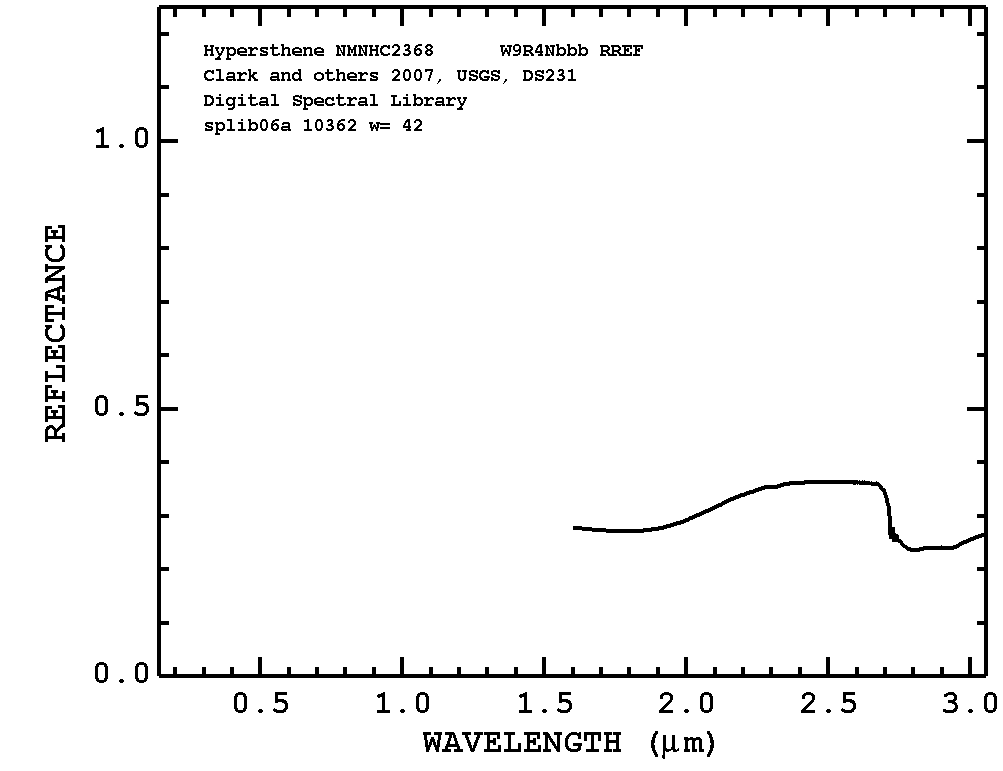 Hypersthene NMNHC2368 W9R4Nbbb RREF
Clark and others 2007, USGS, DS231
Digital Spectral Library
splib06a 10362 w= 42
1.0
0.5
0.0
REFLECTANCE
0.5 1.0 1.5 2.0 2.5 3.0
WAVELENGTH (μm)